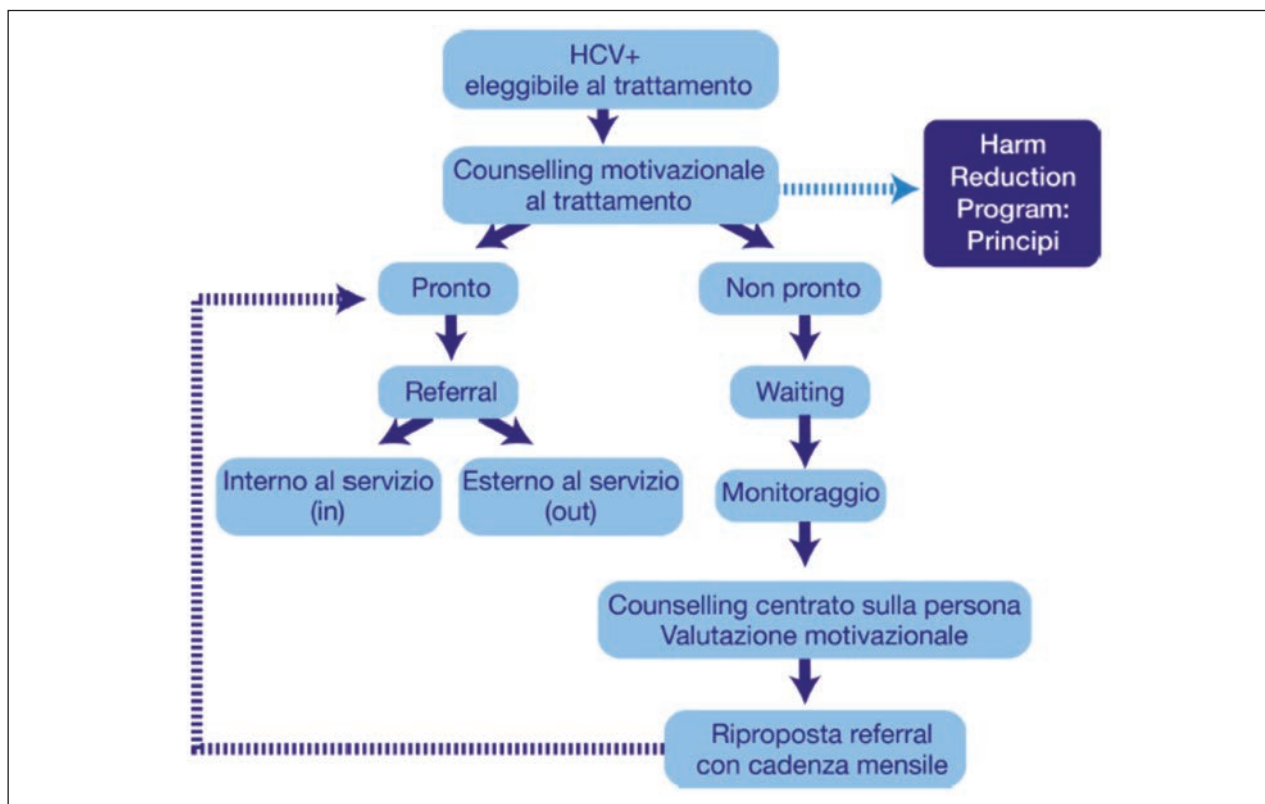 HCV+
eleggibile al trattamento
Counselling motivazionale
al trattamento
Harm
Reduction
Program:
Principi
Pronto
Non pronto
Referral
Waiting
Interno al servizio
(in)
Esterno al servizio
(out)
Monitoraggio
Counselling centrato sulla persona
Valutazione motivazionale
Riproposta referral
con cadenza mensile